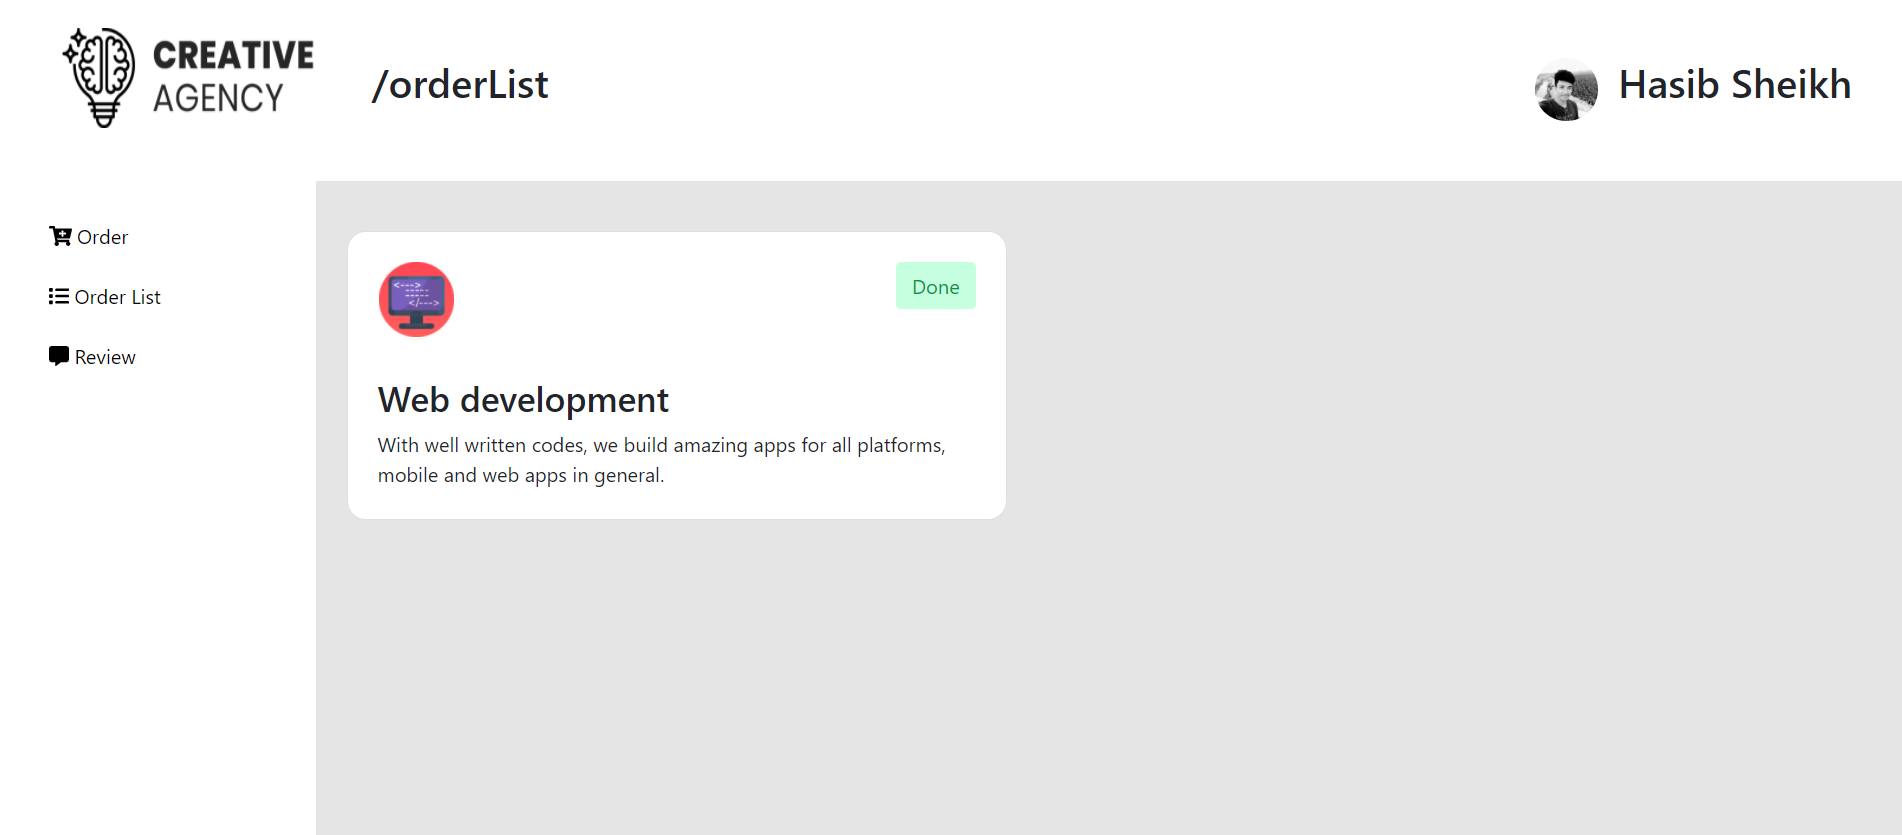 CREATIVE
AGENCY
/orderList
Hasib Sheikh
Order
Order List
Review
Done
Web development
With well written codes, we build amazing apps for all platforms,
mobile and web apps in general.